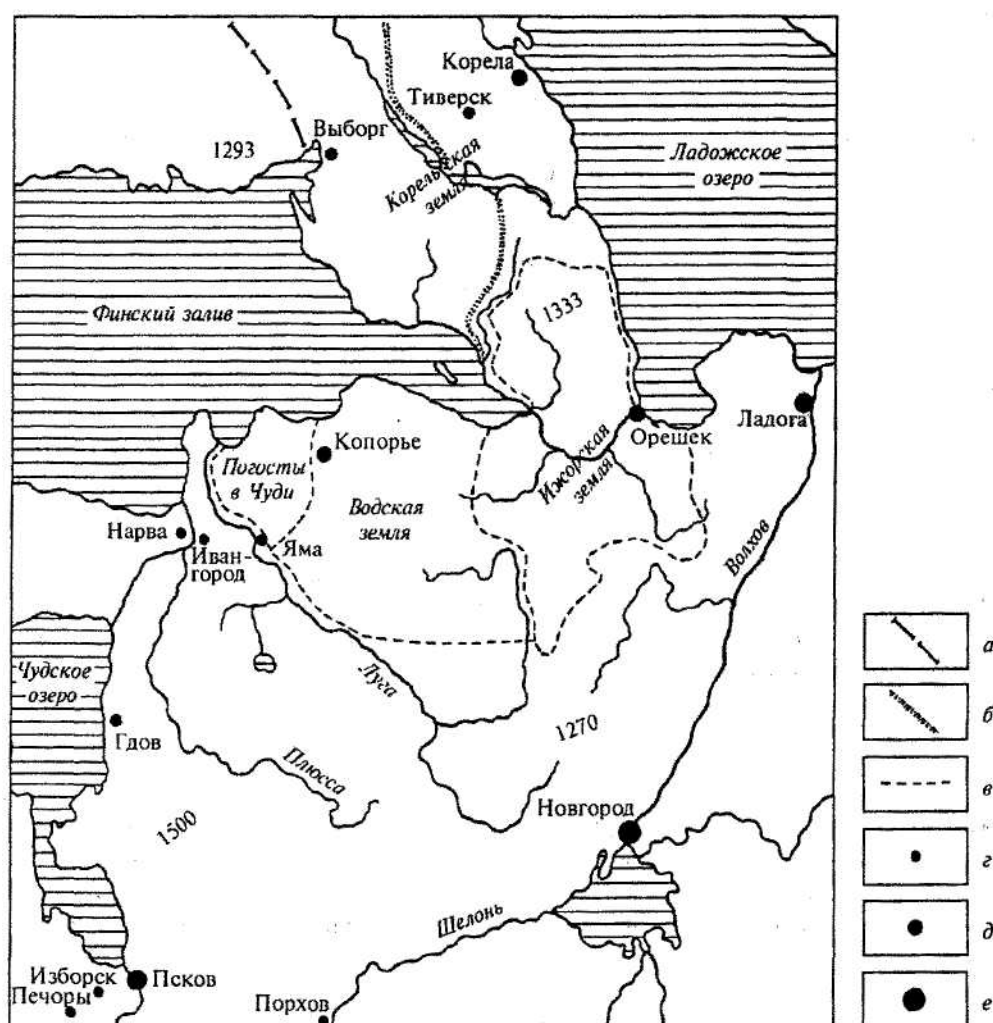 Корела
Тиверск
Выборг
1293
Корельская
земля
Ладожское
озеро
Финский залив
1333
Ладога
Орешек
Копорье
Погосты
в Чуди
Ижорская
земля
Водская
земля
Нарва
Иван-
город
Яма
Волхов
Чудское
озеро
Луга
Гдов
1270
Плюсса
1500
Новгород
Шелонь
Изборск
Псков
Печоры
Порхов
а
б
в
г
д
е